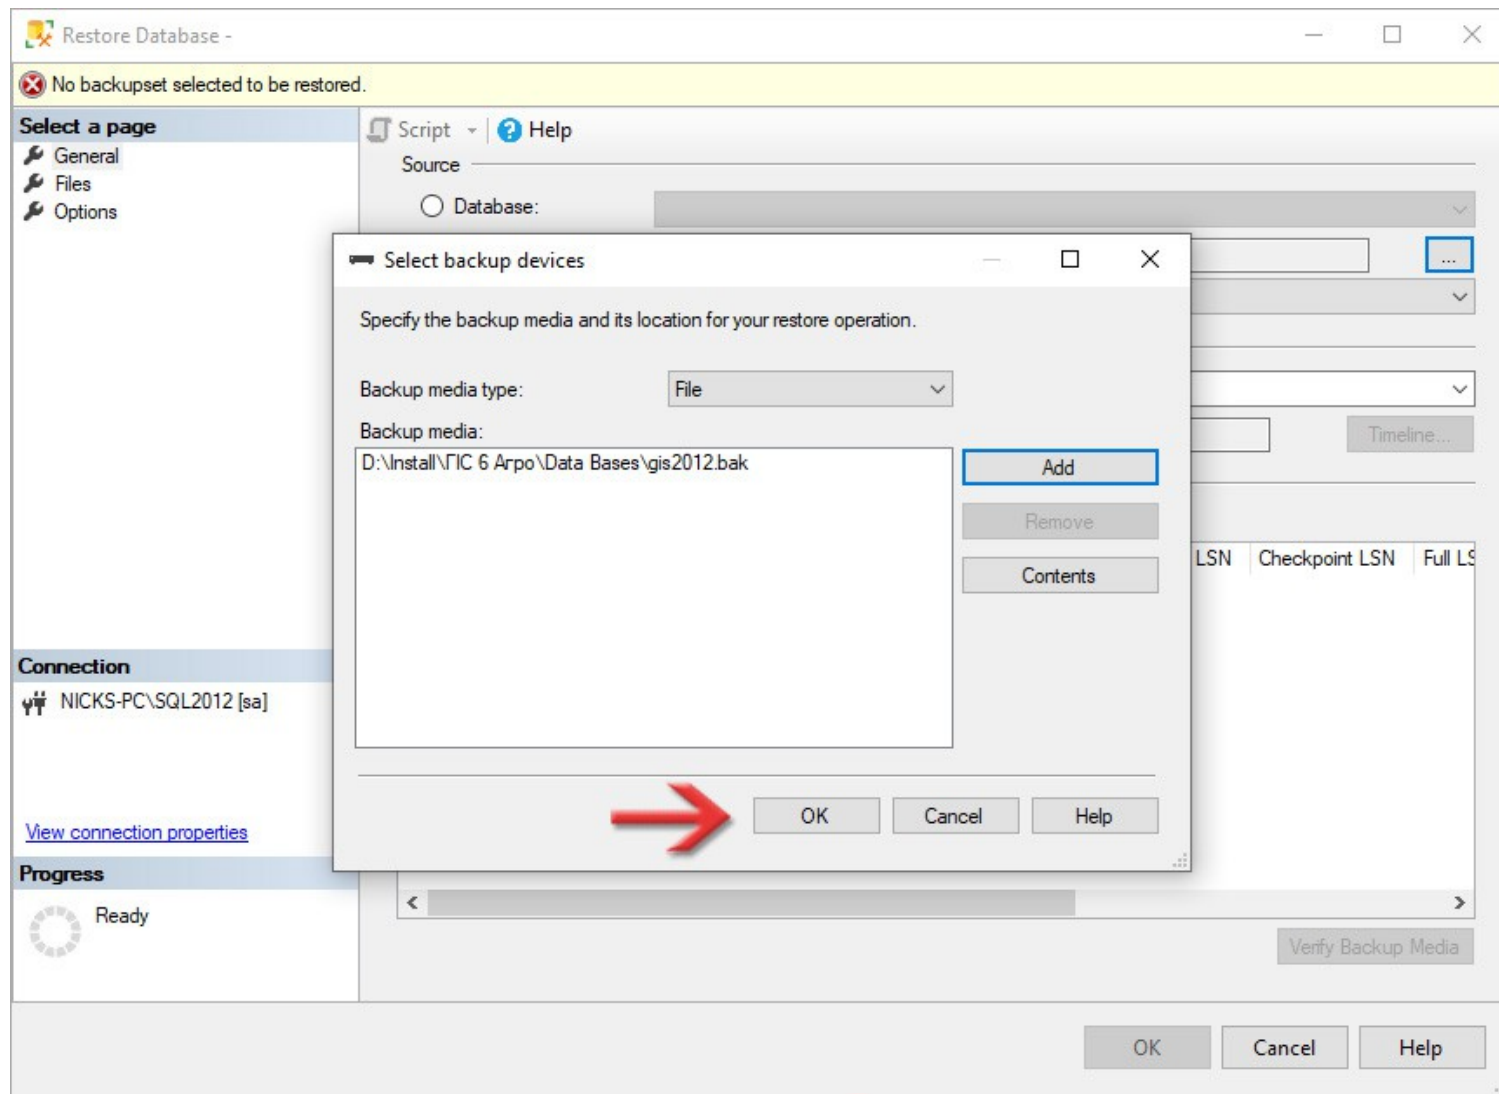 Restore Database -
No backupset selected to be restored.
Select a page
General
Files
Options
Script
Help
Source
Database:
...
Select backup devices
Specify the backup media and its location for your restore operation.
Backup media type:
File
Backup media:
D:\Install\ГІС 6 Агро\Data Bases\gis2012.bak
Add
Remove
Contents
OK
Cancel
Help
Timeline...
LSN
Checkpoint LSN
Full LS
Connection
NICKS-PC\SQL2012 [sa]
View connection properties
Progress
Ready
Verify Backup Media
OK
Cancel
Help